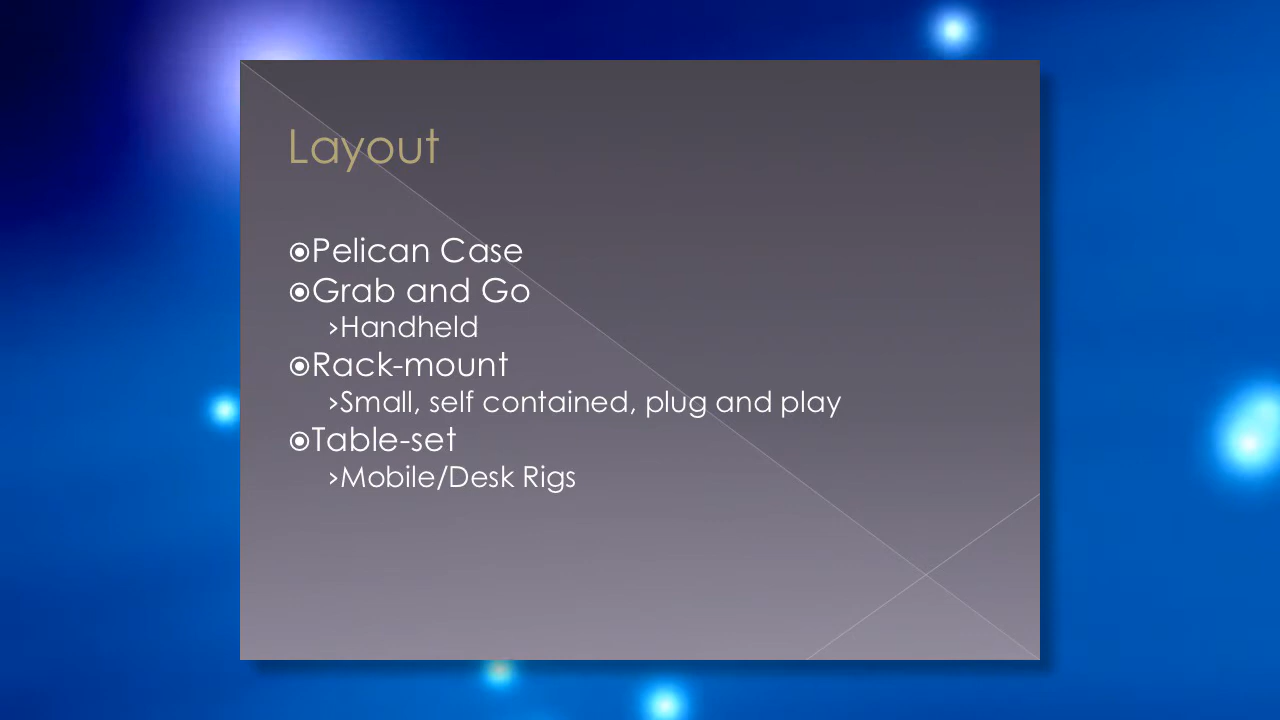 Layout
Pelican Case
Grab and Go
›Handheld
Rack-mount
›Small, self contained, plug and play
Table-set
›Mobile/Desk Rigs